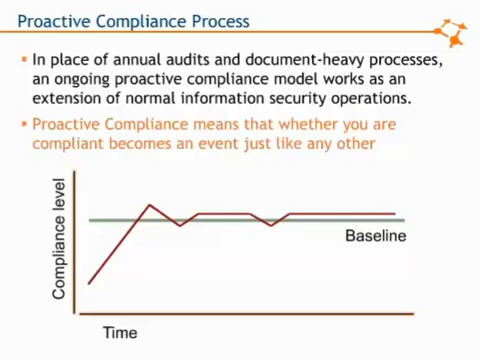 Proactive Compliance Process
In place of annual audits and document-heavy processes,
an ongoing proactive compliance model works as an
extension of normal information security operations.
Proactive Compliance means that whether you are
compliant becomes an event just like any other
Compliance level
Baseline
Time